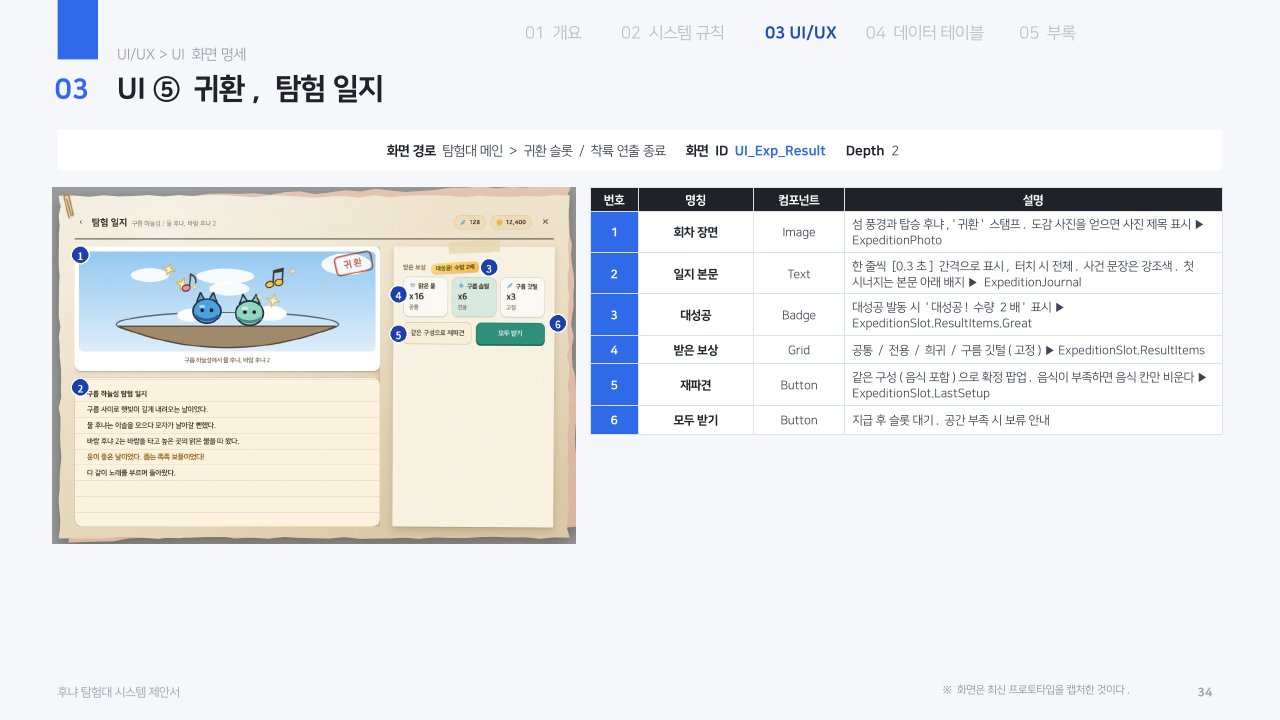 01 개요 02 시스템 규칙 03 UI/UX 04 데이터 테이블 05 부록
UI/UX > UI 화면 명세
03 UI ⑤ 귀환 , 탐험 일지
화면 경로 탐험대 메인 > 귀환 슬롯 / 착륙 연출 종료 화면 ID UI_Exp_Result Depth 2
‹ 탐험 일지 구름 하늘섬 / 물 후냐, 바람 후냐 2
128 12,400 ✕
1
귀환
구름 하늘섬에서 물 후냐, 바람 후냐 2
2
구름 하늘섬 탐험 일지
구름 사이로 햇빛이 길게 내려오는 날이었다.
물 후냐는 이슬을 모으다 모자가 날아갈 뻔했다.
바람 후냐 2는 바람을 타고 높은 곳의 맑은 물을 떠 왔다.
운이 좋은 날이었다. 줍는 족족 보물이었다!
다 같이 노래를 부르며 돌아왔다.
받은 보상 대성공! 수량 2배 3
4
맑은 물 구름 솜털 구름 깃털
x16 x6 x3
공통 전용 고정
5 같은 구성으로 재파견 모두 받기 6
번호 명칭 컴포넌트 설명
1 회차 장면 Image 섬 풍경과 탑승 후냐 , ' 귀환 ' 스탬프 . 도감 사진을 얻으면 사진 제목 표시 ▶
ExpeditionPhoto
2 일지 본문 Text 한 줄씩 [0.3 초 ] 간격으로 표시 , 터치 시 전체 . 사건 문장은 강조색 . 첫
시너지는 본문 아래 배지 ▶ ExpeditionJournal
3 대성공 Badge 대성공 발동 시 ' 대성공 ! 수량 2 배 ' 표시 ▶
ExpeditionSlot.ResultItems.Great
4 받은 보상 Grid 공통 / 전용 / 희귀 / 구름 깃털 ( 고정 ) ▶ ExpeditionSlot.ResultItems
5 재파견 Button 같은 구성 ( 음식 포함 ) 으로 확정 팝업 . 음식이 부족하면 음식 칸만 비운다 ▶
ExpeditionSlot.LastSetup
6 모두 받기 Button 지급 후 슬롯 대기 . 공간 부족 시 보류 안내
후냐 탐험대 시스템 제안서
※ 화면은 최신 프로토타입을 캡처한 것이다 .
34